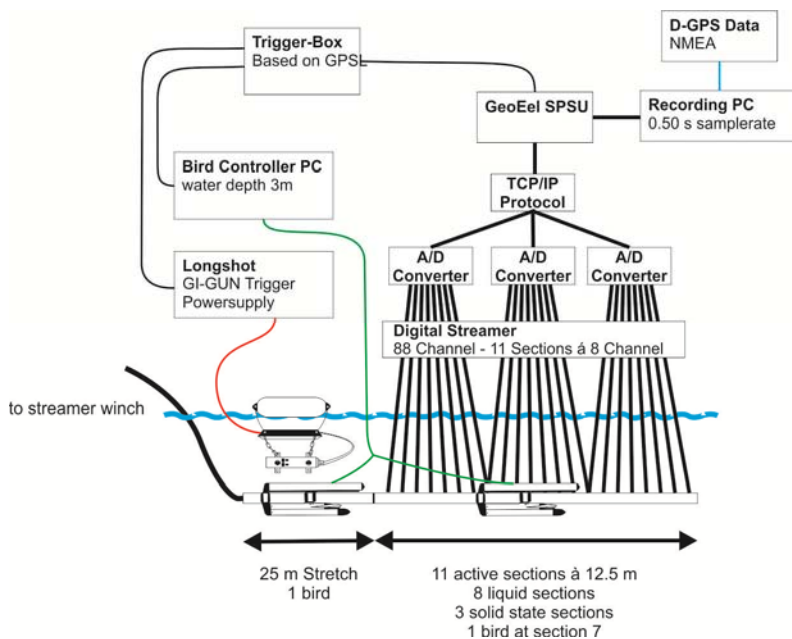 D-GPS Data
NMEA
Trigger-Box
Based on GPSL
GeoEel SPSU
Recording PC
0.50 s samplerate
Bird Controller PC
water depth 3m
TCP/IP
Protocol
A/D
Converter
A/D
Converter
A/D
Converter
Longshot
GI-GUN Trigger
Powersupply
Digital Streamer
88 Channel - 11 Sections á 8 Channel
to streamer winch
25 m Stretch
1 bird
11 active sections à 12.5 m
8 liquid sections
3 solid state sections
1 bird at section 7